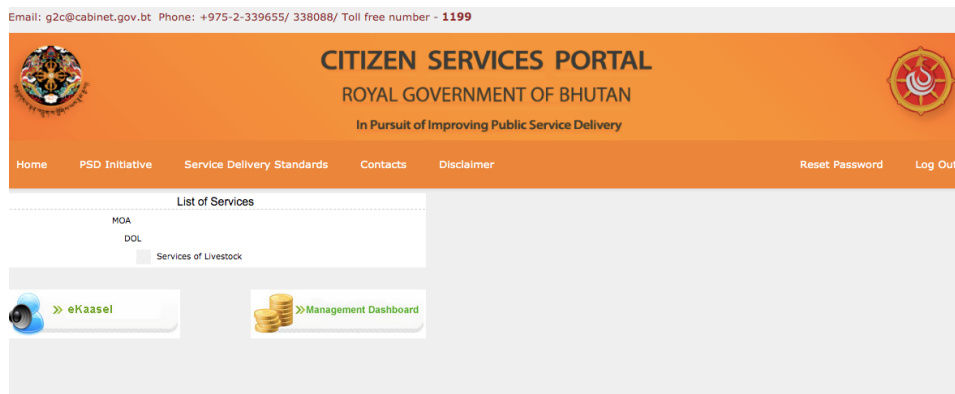 Email: g2c@cabinet.gov.bt Phone: +975-2-339655/ 338088/ Toll free number - 1199
CITIZEN SERVICES PORTAL
ROYAL GOVERNMENT OF BHUTAN
In Pursuit of Improving Public Service Delivery
Home PSD Initiative Service Delivery Standards Contacts Disclaimer Reset Password Log Out
List of Services
MOA
DOL
Services of Livestock
» eKaasel
»Management Dashboard